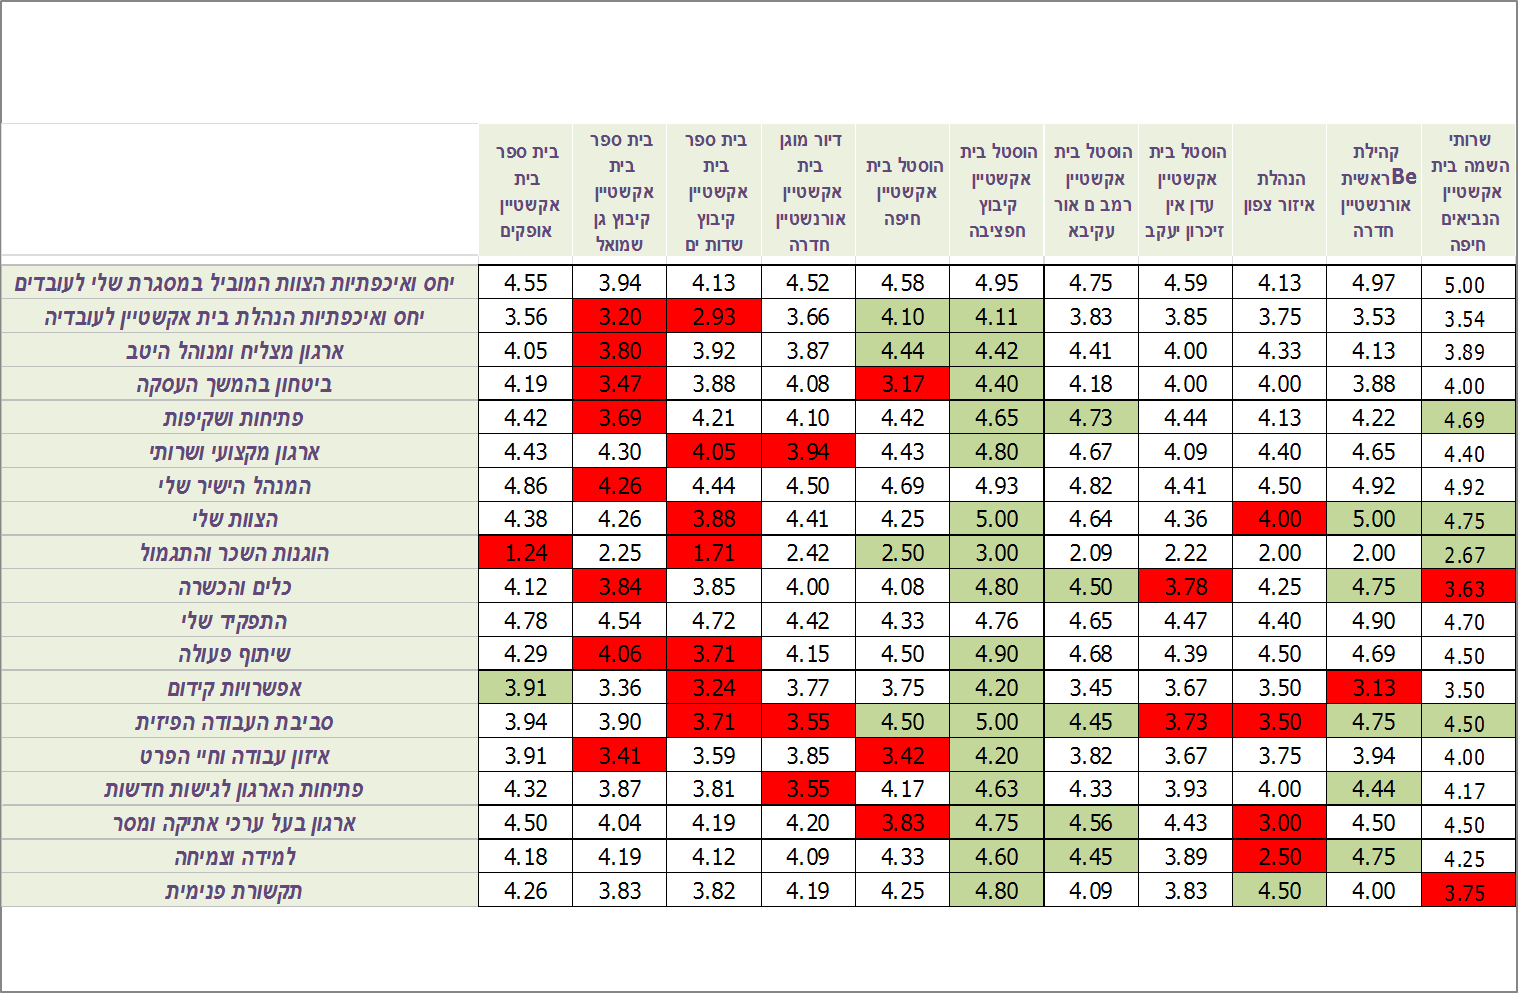 בית ספר
בית
אקשטיין
אופקים
בית ספר
בית
אקשטיין
קיבוץ גן
שמואל
בית ספר
בית
אקשטיין
קיבוץ
שדות ים
דיור מוגן
בית
אקשטיין
אורנשטיין
חדרה
הוסטל בית
אקשטיין
חיפה
הוסטל בית
אקשטיין
קיבוץ
חפציבה
הוסטל בית
אקשטיין
רמב ם אור
עקיבא
הוסטל בית
אקשטיין
עדן אין
זיכרון יעקב
הנהלת
איזור צפון
קהילת
Beראשית
אורנשטיין
חדרה
שרותי
השמה בית
אקשטיין
הנביאים
חיפה
יחס ואיכפתיות הצוות המוביל במסגרת שלי לעובדים 4.55 3.94 4.13 4.52 4.58 4.95 4.75 4.59 4.13 4.97 5.00
יחס ואיכפתיות הנהלת בית אקשטיין לעובדיה 3.56 3.20 2.93 3.66 4.10 4.11 3.83 3.85 3.75 3.53 3.54
ארגון מצליח ומנוהל היטב 4.05 3.80 3.92 3.87 4.44 4.42 4.41 4.00 4.33 4.13 3.89
ביטחון בהמשך העסקה 4.19 3.47 3.88 4.08 3.17 4.40 4.18 4.00 4.00 3.88 4.00
פתיחות ושקיפות 4.42 3.69 4.21 4.10 4.42 4.65 4.73 4.44 4.13 4.22 4.69
ארגון מקצועי ושרותי 4.43 4.30 4.05 3.94 4.43 4.80 4.67 4.09 4.40 4.65 4.40
המנהל הישיר שלי 4.86 4.26 4.44 4.50 4.69 4.93 4.82 4.41 4.50 4.92 4.92
הצוות שלי 4.38 4.26 3.88 4.41 4.25 5.00 4.64 4.36 4.00 5.00 4.75
הוגנות השכר והתגמול 1.24 2.25 1.71 2.42 2.50 3.00 2.09 2.22 2.00 2.00 2.67
כלים והכשרה 4.12 3.84 3.85 4.00 4.08 4.80 4.50 3.78 4.25 4.75 3.63
התפקיד שלי 4.78 4.54 4.72 4.42 4.33 4.76 4.65 4.47 4.40 4.90 4.70
שיתוף פעולה 4.29 4.06 3.71 4.15 4.50 4.90 4.68 4.39 4.50 4.69 4.50
אפשרויות קידום 3.91 3.36 3.24 3.77 3.75 4.20 3.45 3.67 3.50 3.13 3.50
סביבת העבודה הפיזית 3.94 3.90 3.71 3.55 4.50 5.00 4.45 3.73 3.50 4.75 4.50
איזון עבודה וחיי הפרט 3.91 3.41 3.59 3.85 3.42 4.20 3.82 3.67 3.75 3.94 4.00
פתיחות הארגון לגישות חדשות 4.32 3.87 3.81 3.55 4.17 4.63 4.33 3.93 4.00 4.44 4.17
ארגון בעל ערכי אתיקה ומסר 4.50 4.04 4.19 4.20 3.83 4.75 4.56 4.43 3.00 4.50 4.50
למידה וצמיחה 4.18 4.19 4.12 4.09 4.33 4.60 4.45 3.89 2.50 4.75 4.25
תקשורת פנימית 4.26 3.83 3.82 4.19 4.25 4.80 4.09 3.83 4.50 4.00 3.75